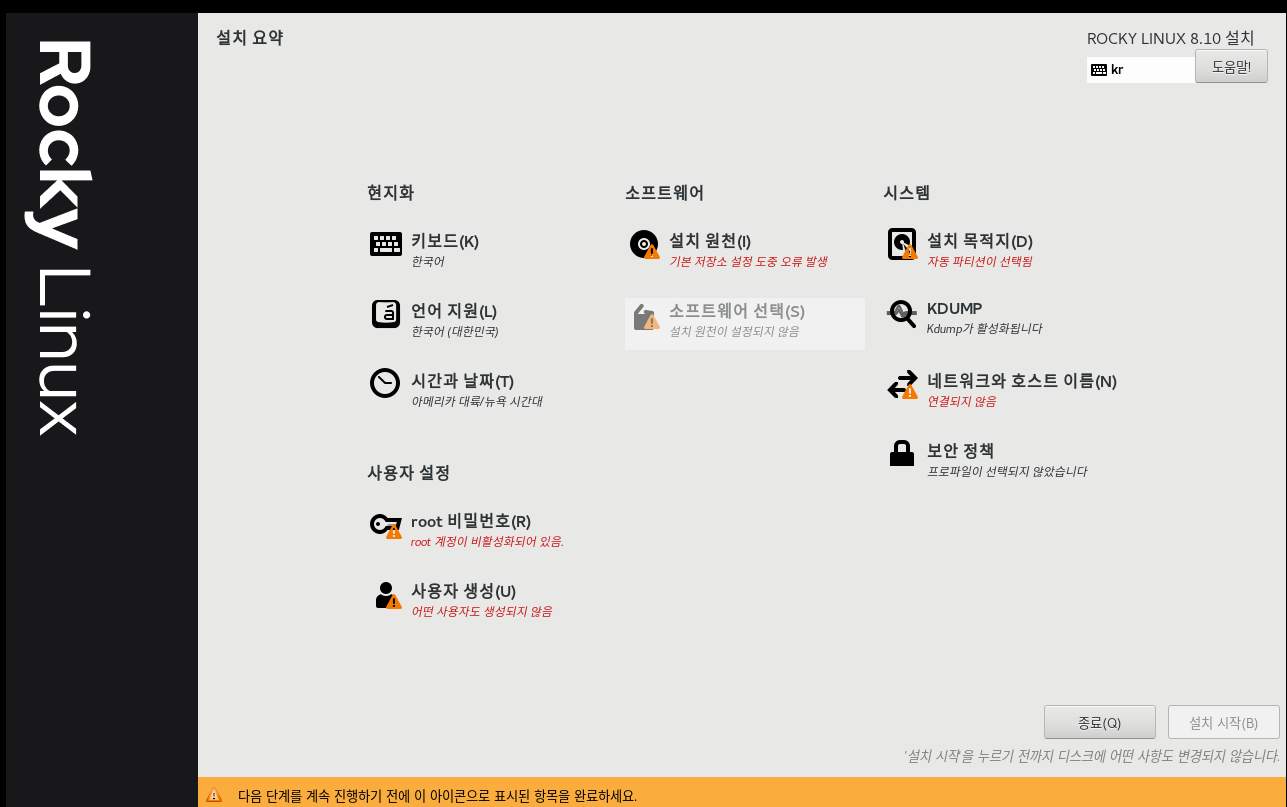 Rocky Linux
설치 요약
ROCKY LINUX 8.10 설치
kr
도움말!
현지화
키보드(K)
한국어
언어 지원(L)
한국어 (대한민국)
시간과 날짜(T)
아메리카 대륙/뉴욕 시간대
소프트웨어
설치 원천(I)
기본 저장소 설정 도중 오류 발생
소프트웨어 선택(S)
설치 원천이 설정되지 않음
시스템
설치 목적지(D)
자동 파티션이 선택됨
KDUMP
Kdump가 활성화됩니다
네트워크와 호스트 이름(N)
연결되지 않음
보안 정책
프로파일이 선택되지 않았습니다
사용자 설정
root 비밀번호(R)
root 계정이 비활성화되어 있음.
사용자 생성(U)
어떤 사용자도 생성되지 않음
종료(Q)
설치 시작(B)
'설치 시작'을 누르기 전까지 디스크에 어떤 사항도 변경되지 않습니다.
다음 단계를 계속 진행하기 전에 이 아이콘으로 표시된 항목을 완료하세요.